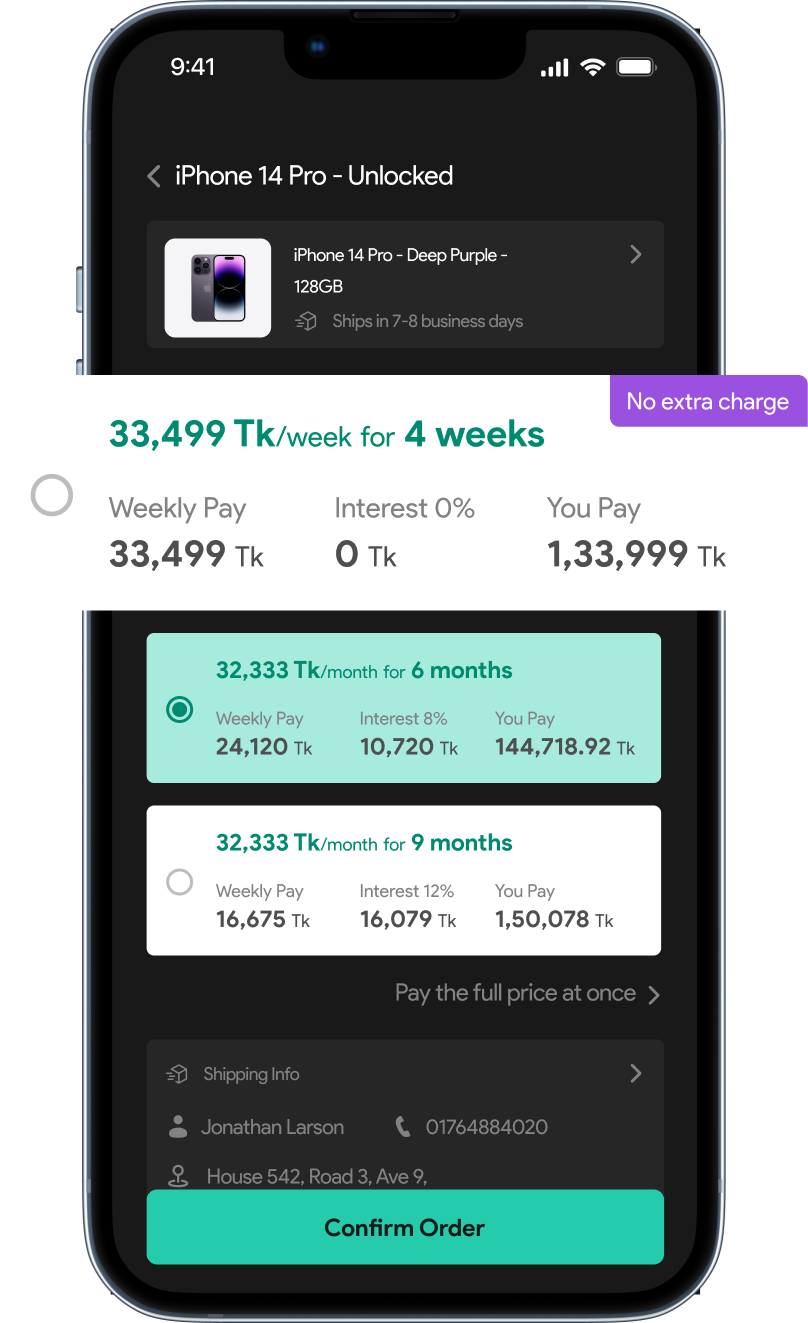 9:41
iPhone 14 Pro - Unlocked
iPhone 14 Pro - Deep Purple -
128GB
Ships in 7-8 business days
No extra charge
33,499 Tk/week for 4 weeks
Weekly Pay Interest 0% You Pay
33,499 Tk 0 Tk 1,33,999 Tk
32,333 Tk/month for 6 months
Weekly Pay Interest 8% You Pay
24,120 Tk 10,720 Tk 144,718.92 Tk
32,333 Tk/month for 9 months
Weekly Pay Interest 12% You Pay
16,675 Tk 16,079 Tk 1,50,078 Tk
Pay the full price at once
Shipping Info
Jonathan Larson 01764884020
House 542, Road 3, Ave 9,
Confirm Order